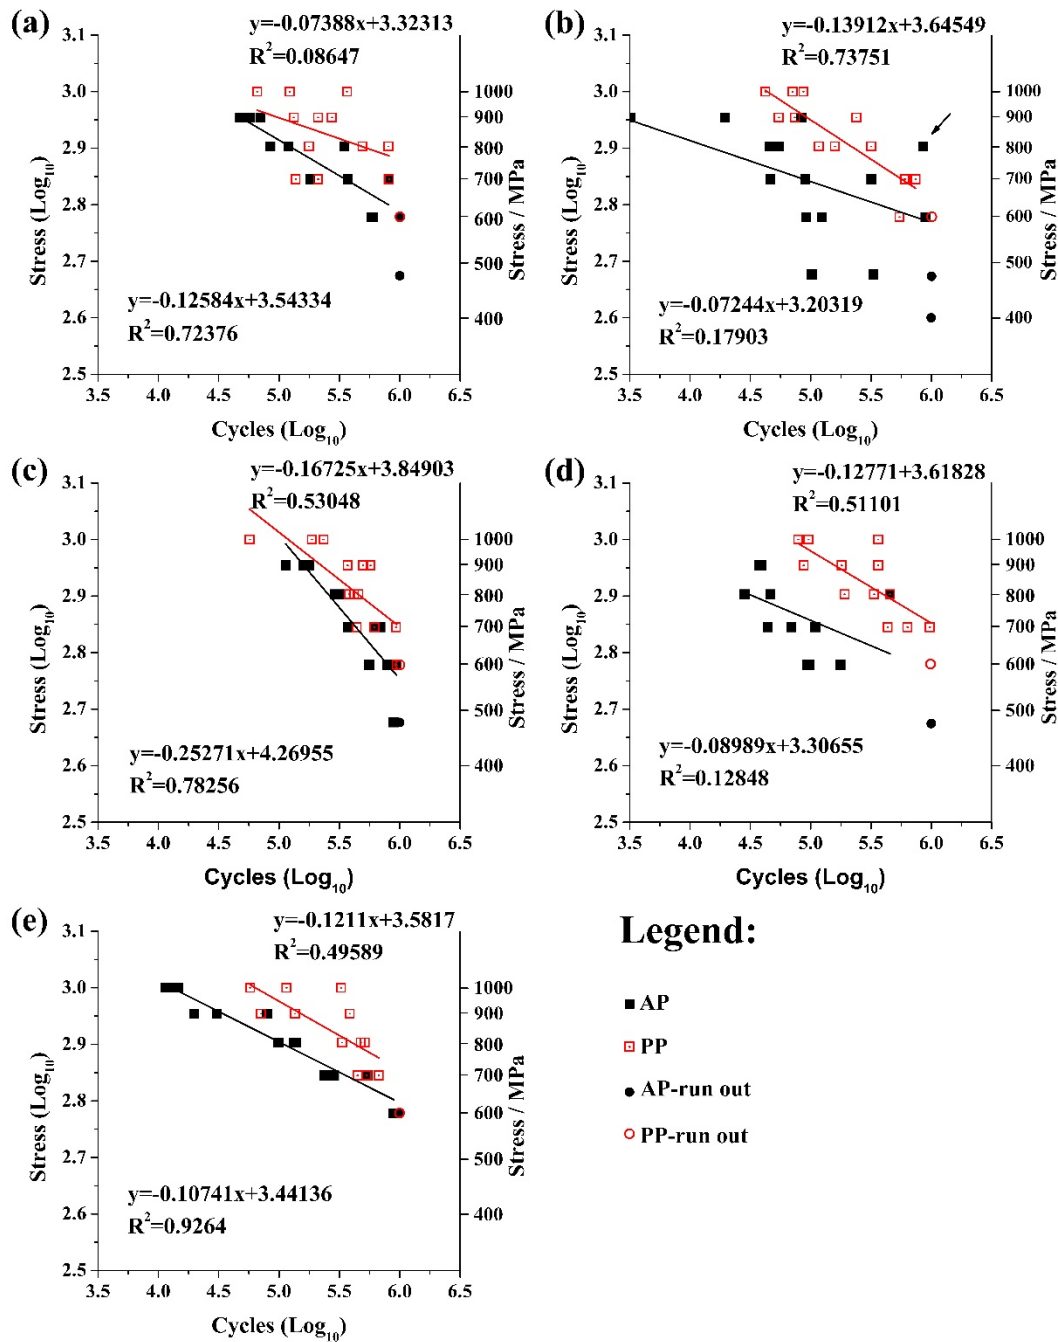 (a)
y=-0.07388x+3.32313
R²=0.08647
3.1
3.0
2.9
2.8
2.7
2.6
2.5
Stress (Log₁₀)
1000
900
800
700
600
500
400
Stress / MPa
y=-0.12584x+3.54334
R²=0.72376
3.5 4.0 4.5 5.0 5.5 6.0 6.5
Cycles (Log₁₀)
(b)
y=-0.13912x+3.64549
R²=0.73751
3.1
3.0
2.9
2.8
2.7
2.6
2.5
Stress (Log₁₀)
1000
900
800
700
600
500
400
Stress / MPa
y=-0.07244x+3.20319
R²=0.17903
3.5 4.0 4.5 5.0 5.5 6.0 6.5
Cycles (Log₁₀)
(c)
y=-0.16725x+3.84903
R²=0.53048
3.1
3.0
2.9
2.8
2.7
2.6
2.5
Stress (Log₁₀)
1000
900
800
700
600
500
400
Stress / MPa
y=-0.25271x+4.26955
R²=0.78256
3.5 4.0 4.5 5.0 5.5 6.0 6.5
Cycles (Log₁₀)
(d)
y=-0.12771+3.61828
R²=0.51101
3.1
3.0
2.9
2.8
2.7
2.6
2.5
Stress (Log₁₀)
1000
900
800
700
600
500
400
Stress / MPa
y=-0.08989x+3.30655
R²=0.12848
3.5 4.0 4.5 5.0 5.5 6.0 6.5
Cycles (Log₁₀)
(e)
y=-0.1211x+3.5817
R²=0.49589
3.1
3.0
2.9
2.8
2.7
2.6
2.5
Stress (Log₁₀)
1000
900
800
700
600
500
400
Stress / MPa
y=-0.10741x+3.44136
R²=0.9264
3.5 4.0 4.5 5.0 5.5 6.0 6.5
Cycles (Log₁₀)
Legend:
AP
PP
AP-run out
PP-run out